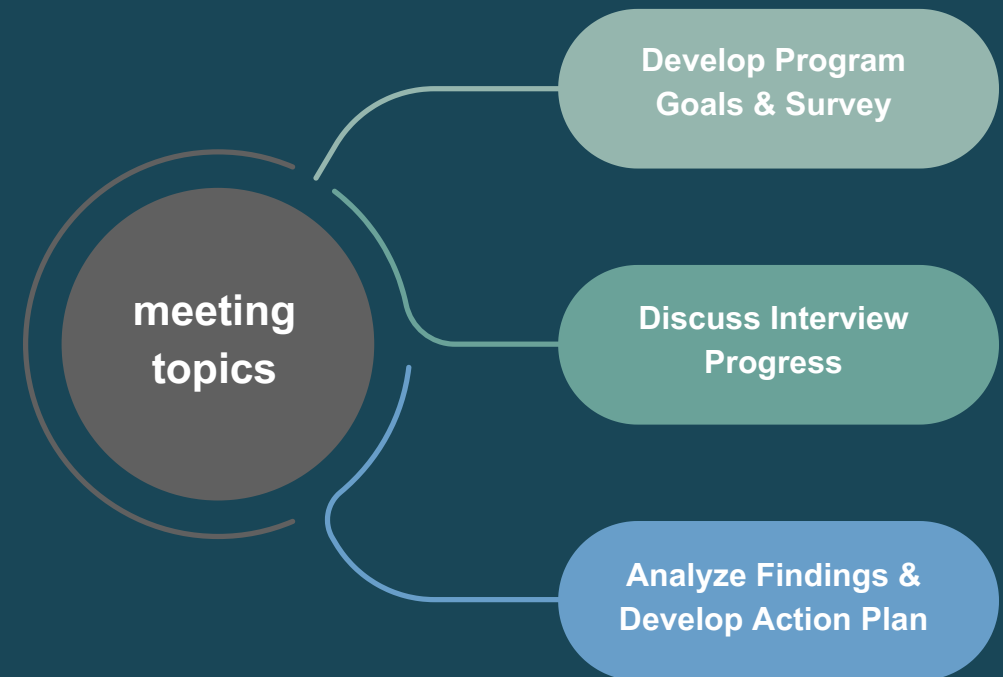 meeting
topics
Develop Program
Goals & Survey
Discuss Interview
Progress
Analyze Findings &
Develop Action Plan